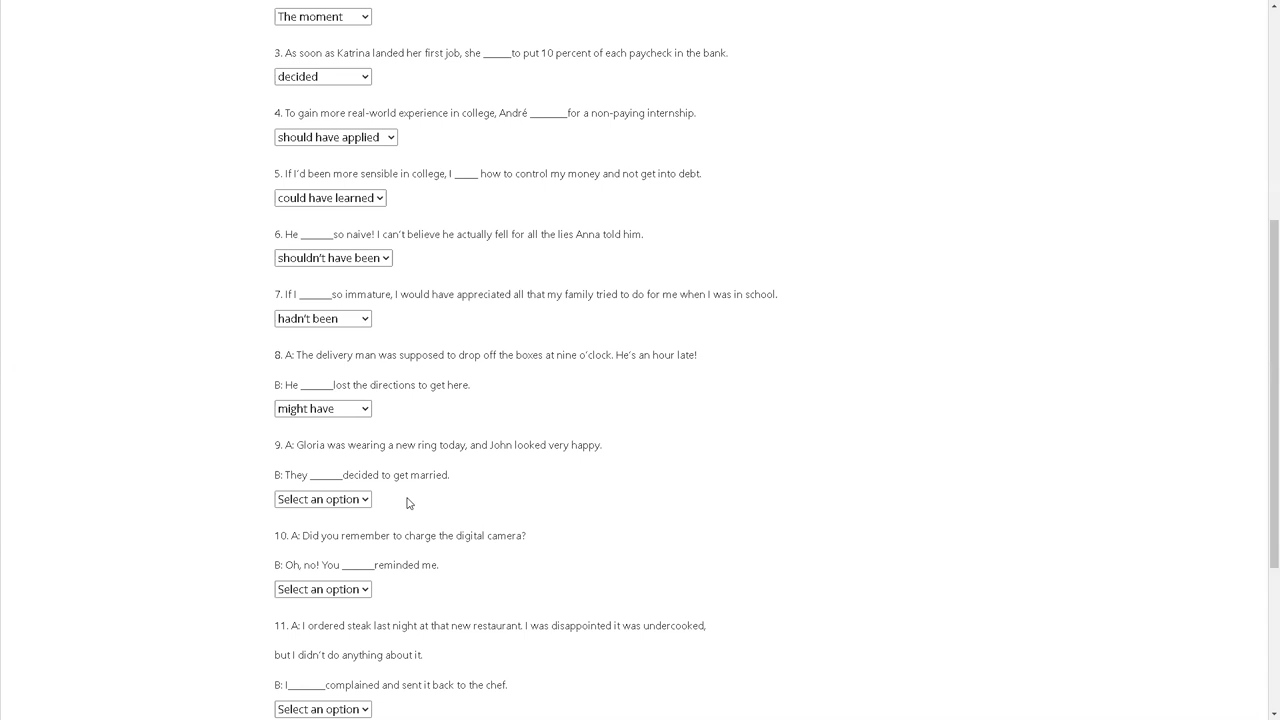 The moment
3. As soon as Katrina landed her first job, she ______to put 10 percent of each paycheck in the bank.
decided
4. To gain more real-world experience in college, André ________for a non-paying internship.
should have applied
5. If I'd been more sensible in college, I _____ how to control my money and not get into debt.
could have learned
6. He _______so naive! I can't believe he actually fell for all the lies Anna told him.
shouldn't have been
7. If I _______so immature, I would have appreciated all that my family tried to do for me when I was in school.
hadn't been
8. A: The delivery man was supposed to drop off the boxes at nine o'clock. He's an hour late!
B: He _______lost the directions to get here.
might have
9. A: Gloria was wearing a new ring today, and John looked very happy.
B: They _______decided to get married.
Select an option
10. A: Did you remember to charge the digital camera?
B: Oh, no! You _______reminded me.
Select an option
11. A: I ordered steak last night at that new restaurant. I was disappointed it was undercooked,
but I didn't do anything about it.
B: I________complained and sent it back to the chef.
Select an option